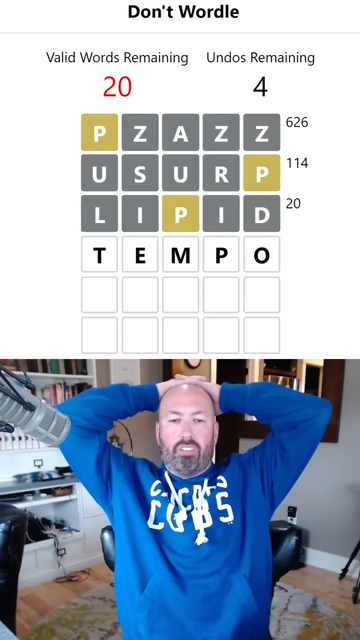 Don't Wordle
Valid Words Remaining Undos Remaining
20 4
P Z A Z Z 626
U S U R P 114
L I P I D 20
T E M P O